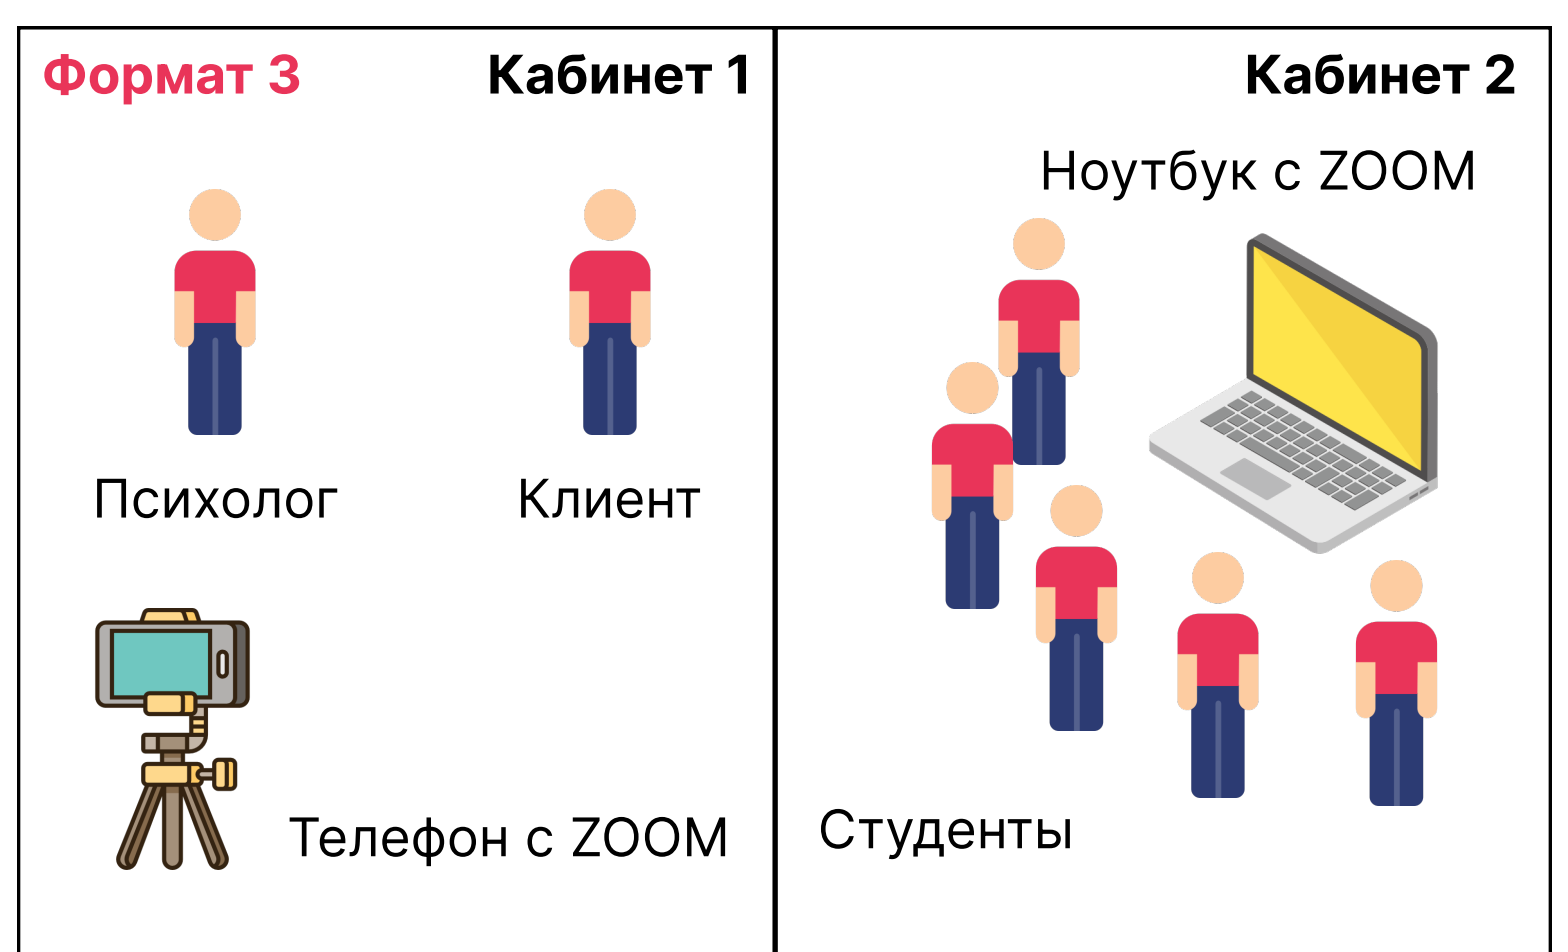 Формат 3
Кабинет 1
Психолог
Клиент
Телефон с ZOOM
Кабинет 2
Ноутбук с ZOOM
Студенты